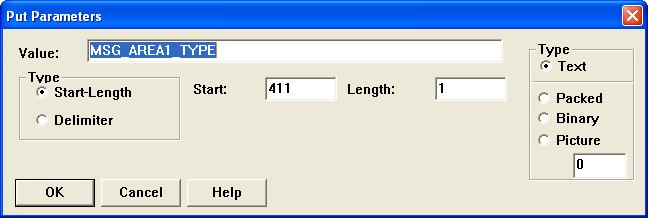 Put Parameters
Value: MSG_AREA1_TYPE
Type
Start-Length
Delimiter
Start: 411 Length: 1
Type
Text
Packed
Binary
Picture
0
OK Cancel Help